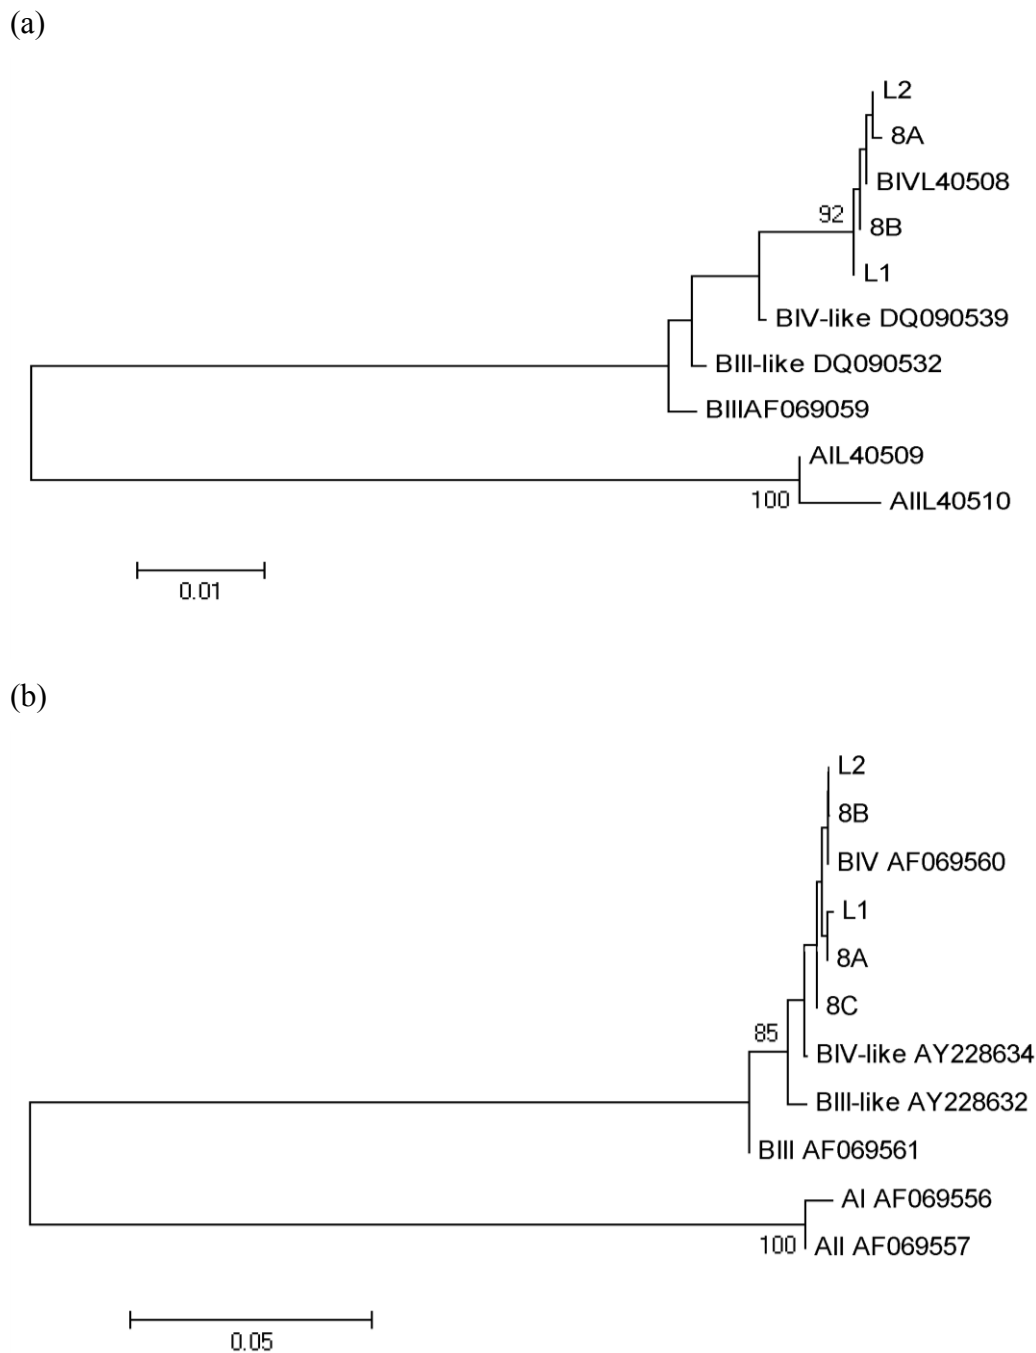 (a)
L2
8A
BIVL40508
92
8B
L1
BIV-like DQ090539
BIII-like DQ090532
BIIIAF069059
AIL40509
100
AIIL40510
0.01
(b)
L2
8B
BIV AF069560
L1
8A
8C
85
BIV-like AY228634
BIII-like AY228632
BIII AF069561
AI AF069556
100
AII AF069557
0.05